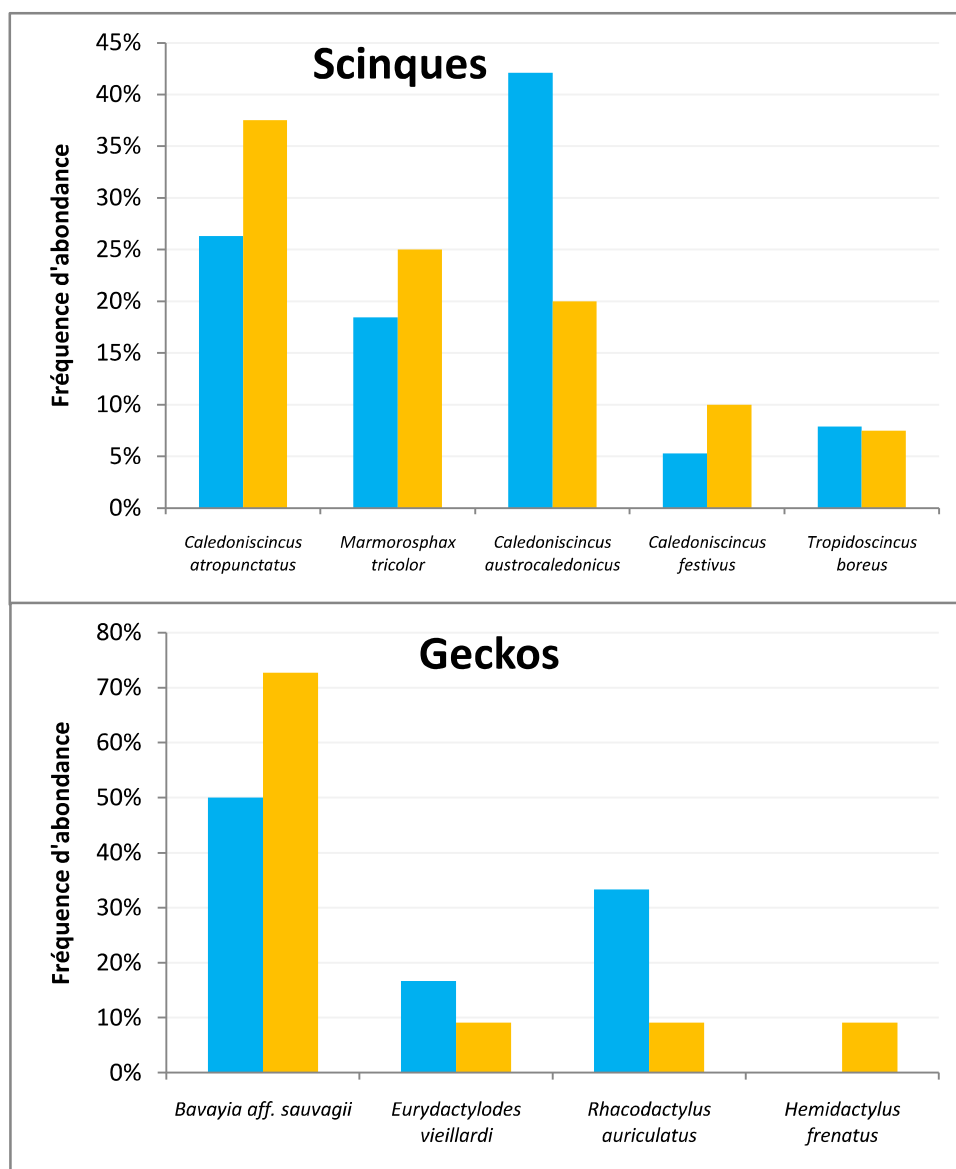 Scinques
Fréquence d'abondance
45%
40%
35%
30%
25%
20%
15%
10%
5%
0%
Caledoniscincus
atropunctatus
Marmorosphax
tricolor
Caledoniscincus
austrocaledonicus
Caledoniscincus
festivus
Tropidoscincus
boreus
Geckos
Fréquence d'abondance
80%
70%
60%
50%
40%
30%
20%
10%
0%
Bavayia aff. sauvagii
Eurydactylodes
vieillardi
Rhacodactylus
auriculatus
Hemidactylus
frenatus